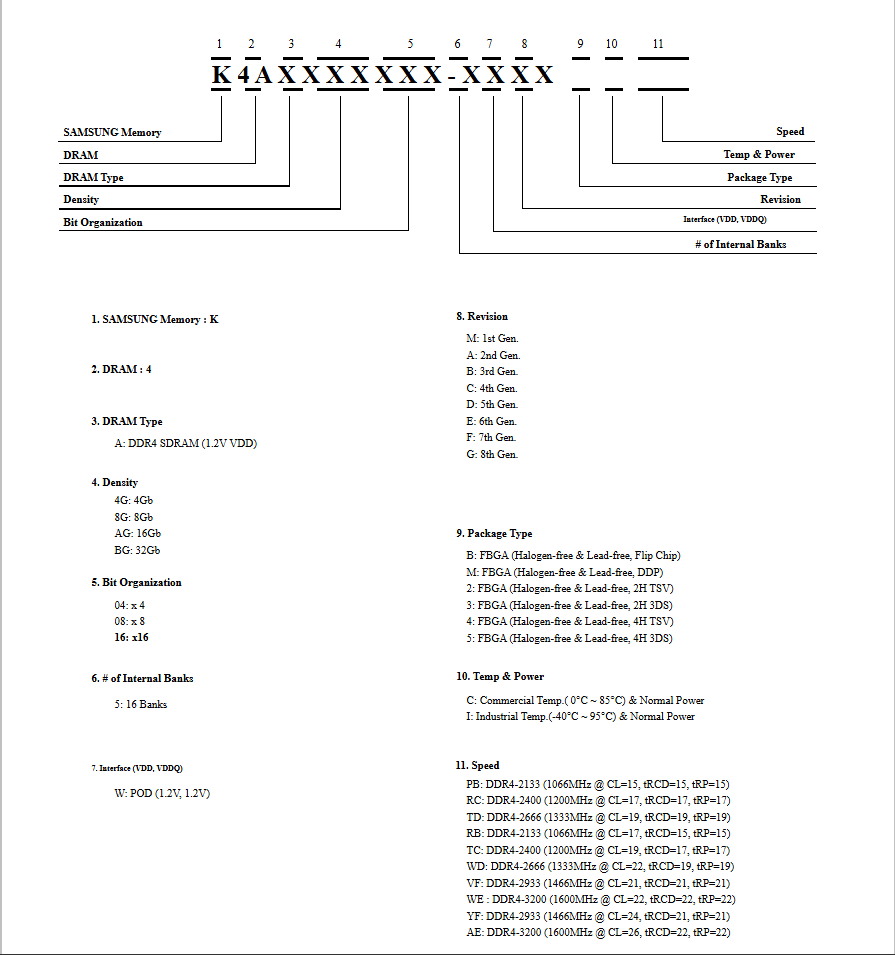 1 2 3 4 5 6 7 8 9 10 11
K 4 A X X X X X X X - X X X X
SAMSUNG Memory
DRAM
DRAM Type
Density
Bit Organization
Speed
Temp & Power
Package Type
Revision
Interface (VDD, VDDQ)
# of Internal Banks
1. SAMSUNG Memory : K
2. DRAM : 4
3. DRAM Type
A: DDR4 SDRAM (1.2V VDD)
4. Density
4G: 4Gb
8G: 8Gb
AG: 16Gb
BG: 32Gb
5. Bit Organization
04: x 4
08: x 8
16: x16
6. # of Internal Banks
5: 16 Banks
7. Interface (VDD, VDDQ)
W: POD (1.2V, 1.2V)
8. Revision
M: 1st Gen.
A: 2nd Gen.
B: 3rd Gen.
C: 4th Gen.
D: 5th Gen.
E: 6th Gen.
F: 7th Gen.
G: 8th Gen.
9. Package Type
B: FBGA (Halogen-free & Lead-free, Flip Chip)
M: FBGA (Halogen-free & Lead-free, DDP)
2: FBGA (Halogen-free & Lead-free, 2H TSV)
3: FBGA (Halogen-free & Lead-free, 2H 3DS)
4: FBGA (Halogen-free & Lead-free, 4H TSV)
5: FBGA (Halogen-free & Lead-free, 4H 3DS)
10. Temp & Power
C: Commercial Temp.( 0°C ~ 85°C) & Normal Power
I: Industrial Temp.(-40°C ~ 95°C) & Normal Power
11. Speed
PB: DDR4-2133 (1066MHz @ CL=15, tRCD=15, tRP=15)
RC: DDR4-2400 (1200MHz @ CL=17, tRCD=17, tRP=17)
TD: DDR4-2666 (1333MHz @ CL=19, tRCD=19, tRP=19)
RB: DDR4-2133 (1066MHz @ CL=17, tRCD=15, tRP=15)
TC: DDR4-2400 (1200MHz @ CL=19, tRCD=17, tRP=17)
WD: DDR4-2666 (1333MHz @ CL=22, tRCD=19, tRP=19)
VF: DDR4-2933 (1466MHz @ CL=21, tRCD=21, tRP=21)
WE : DDR4-3200 (1600MHz @ CL=22, tRCD=22, tRP=22)
YF: DDR4-2933 (1466MHz @ CL=24, tRCD=21, tRP=21)
AE: DDR4-3200 (1600MHz @ CL=26, tRCD=22, tRP=22)